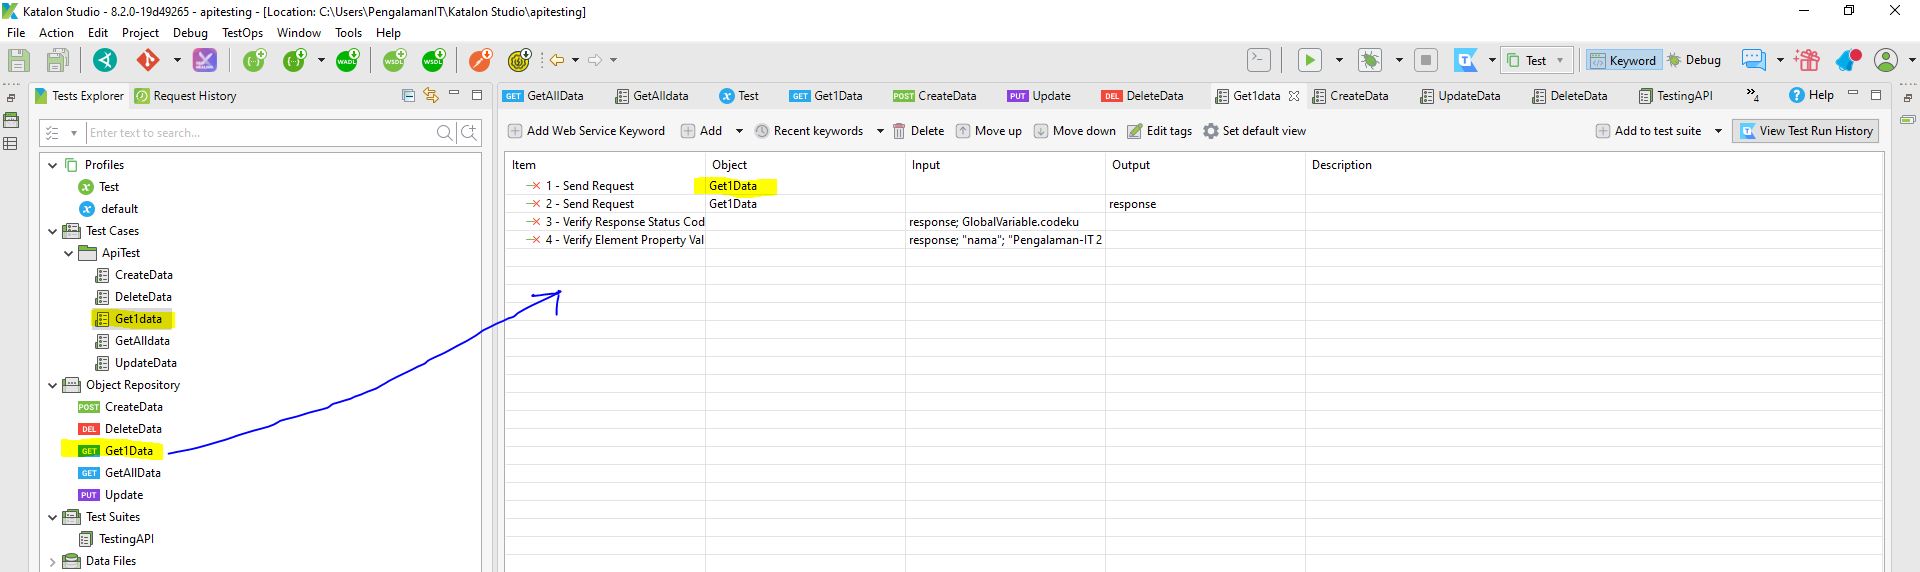 Katalon Studio - 8.2.0-19d49265 - apitesting - [Location: C:\Users\PengalamanIT\Katalon Studio\apitesting]
File Action Edit Project Debug TestOps Window Tools Help
WADL WSDL WSDL Test Keyword Debug
Tests Explorer Request History
GET GetAllData GetAlldata Test GET Get1Data POST CreateData PUT Update DEL DeleteData Get1data CreateData UpdateData DeleteData TestingAPI »4 Help
Enter text to search...
Add Web Service Keyword Add Recent keywords Delete Move up Move down Edit tags Set default view Add to test suite View Test Run History
Profiles
Test
default
Test Cases
ApiTest
CreateData
DeleteData
Get1data
GetAlldata
UpdateData
Object Repository
POST CreateData
DEL DeleteData
GET Get1Data
GET GetAllData
PUT Update
Test Suites
TestingAPI
Data Files
Item Object Input Output Description
1 - Send Request Get1Data
2 - Send Request Get1Data response
3 - Verify Response Status Cod response; GlobalVariable.codeku
4 - Verify Element Property Val response; "nama"; "Pengalaman-IT 2